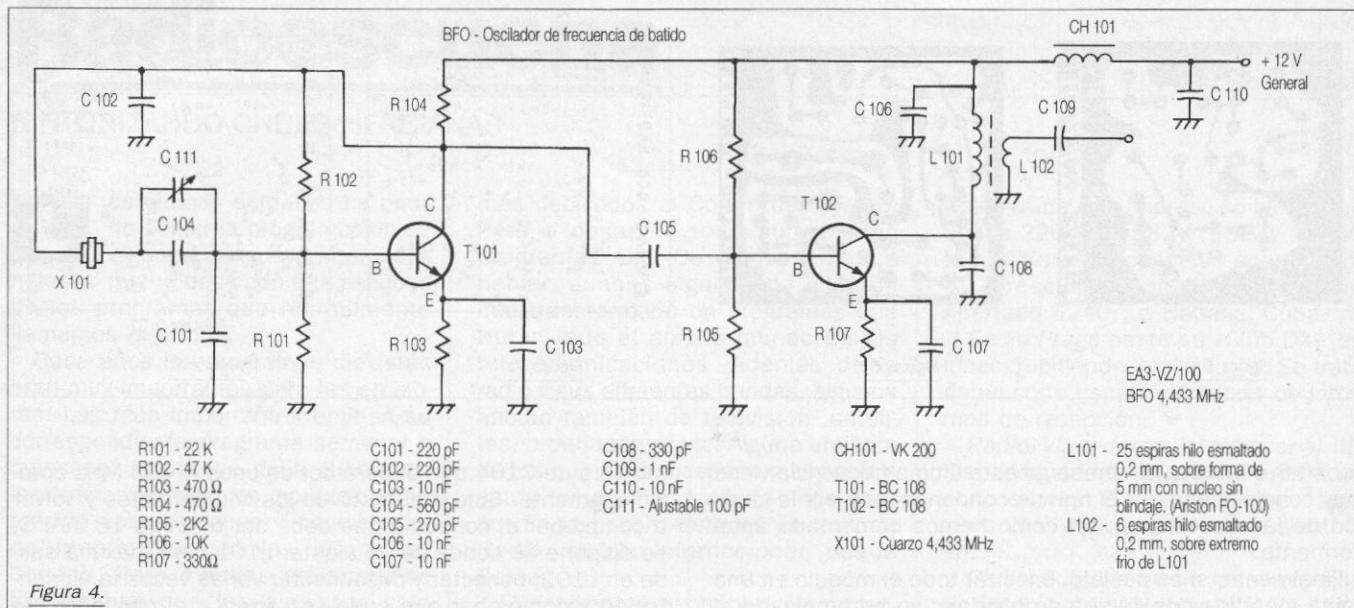 BFO - Oscilador de frecuencia de batido
CH 101
+ 12 V
General
C 102
R 104
C 106
C 109
C 110
C 111
R 102
R 106
L 101
L 102
C 104
T 102
C
C
X 101
B
T 101
C 105
B
C 108
E
E
C 101
R 101
R 103
C 103
R 105
R 107
C 107
EA3-VZ/100
BFO 4,433 MHz
R101 - 22 K
R102 - 47 K
R103 - 470 Ω
R104 - 470 Ω
R105 - 2K2
R106 - 10K
R107 - 330Ω
C101 - 220 pF
C102 - 220pF
C103 - 10 nF
C104 - 560 pF
C105 - 270 pF
C106 - 10 nF
C107 - 10 nF
C108 - 330 pF
C109 - 1 nF
C110 - 10 nF
C111 - Ajustable 100 pF
CH101 - VK 200
T101 - BC 108
T102 - BC 108
X101 - Cuarzo 4,433 MHz
L101 - 25 espiras hilo esmaltado
0,2 mm, sobre forma de
5 mm con nucleo sin
blindaje. (Ariston FO-100)
L102 - 6 espiras hilo esmaltado
0,2 mm, sobre extremo
frio de L101
Figura 4.